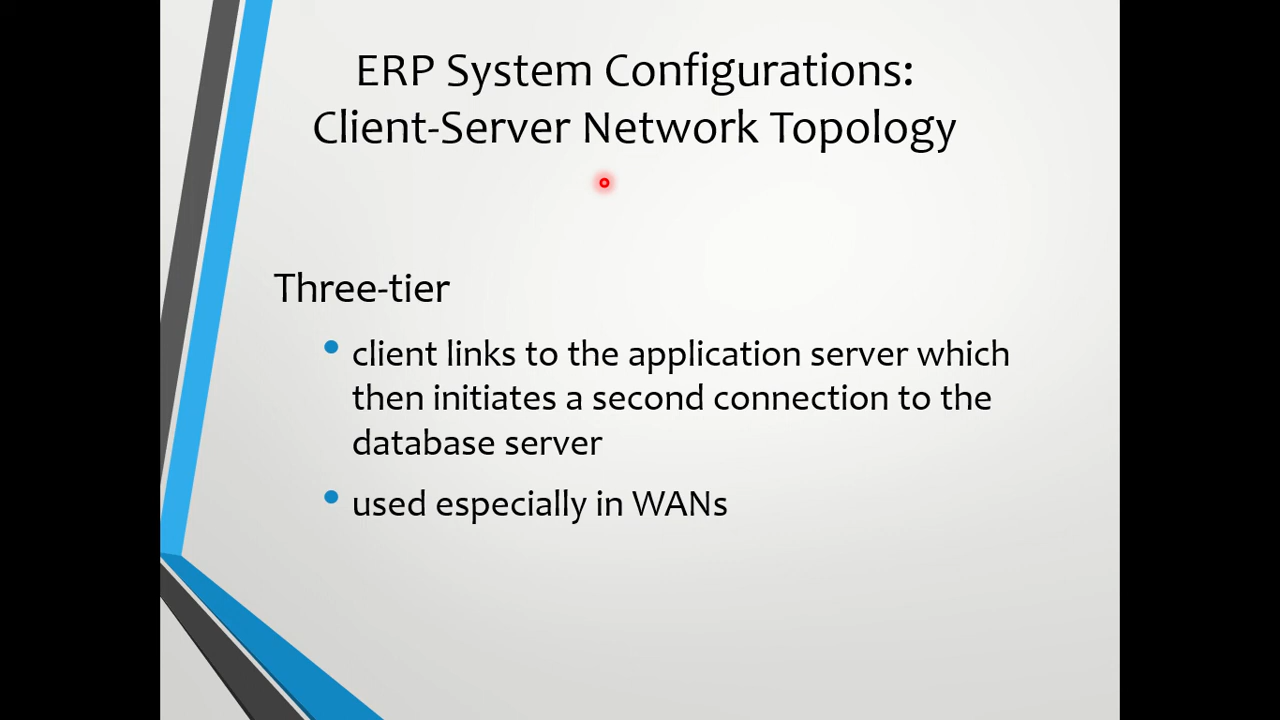 ERP System Configurations:
Client-Server Network Topology
Three-tier
client links to the application server which
then initiates a second connection to the
database server
used especially in WANs